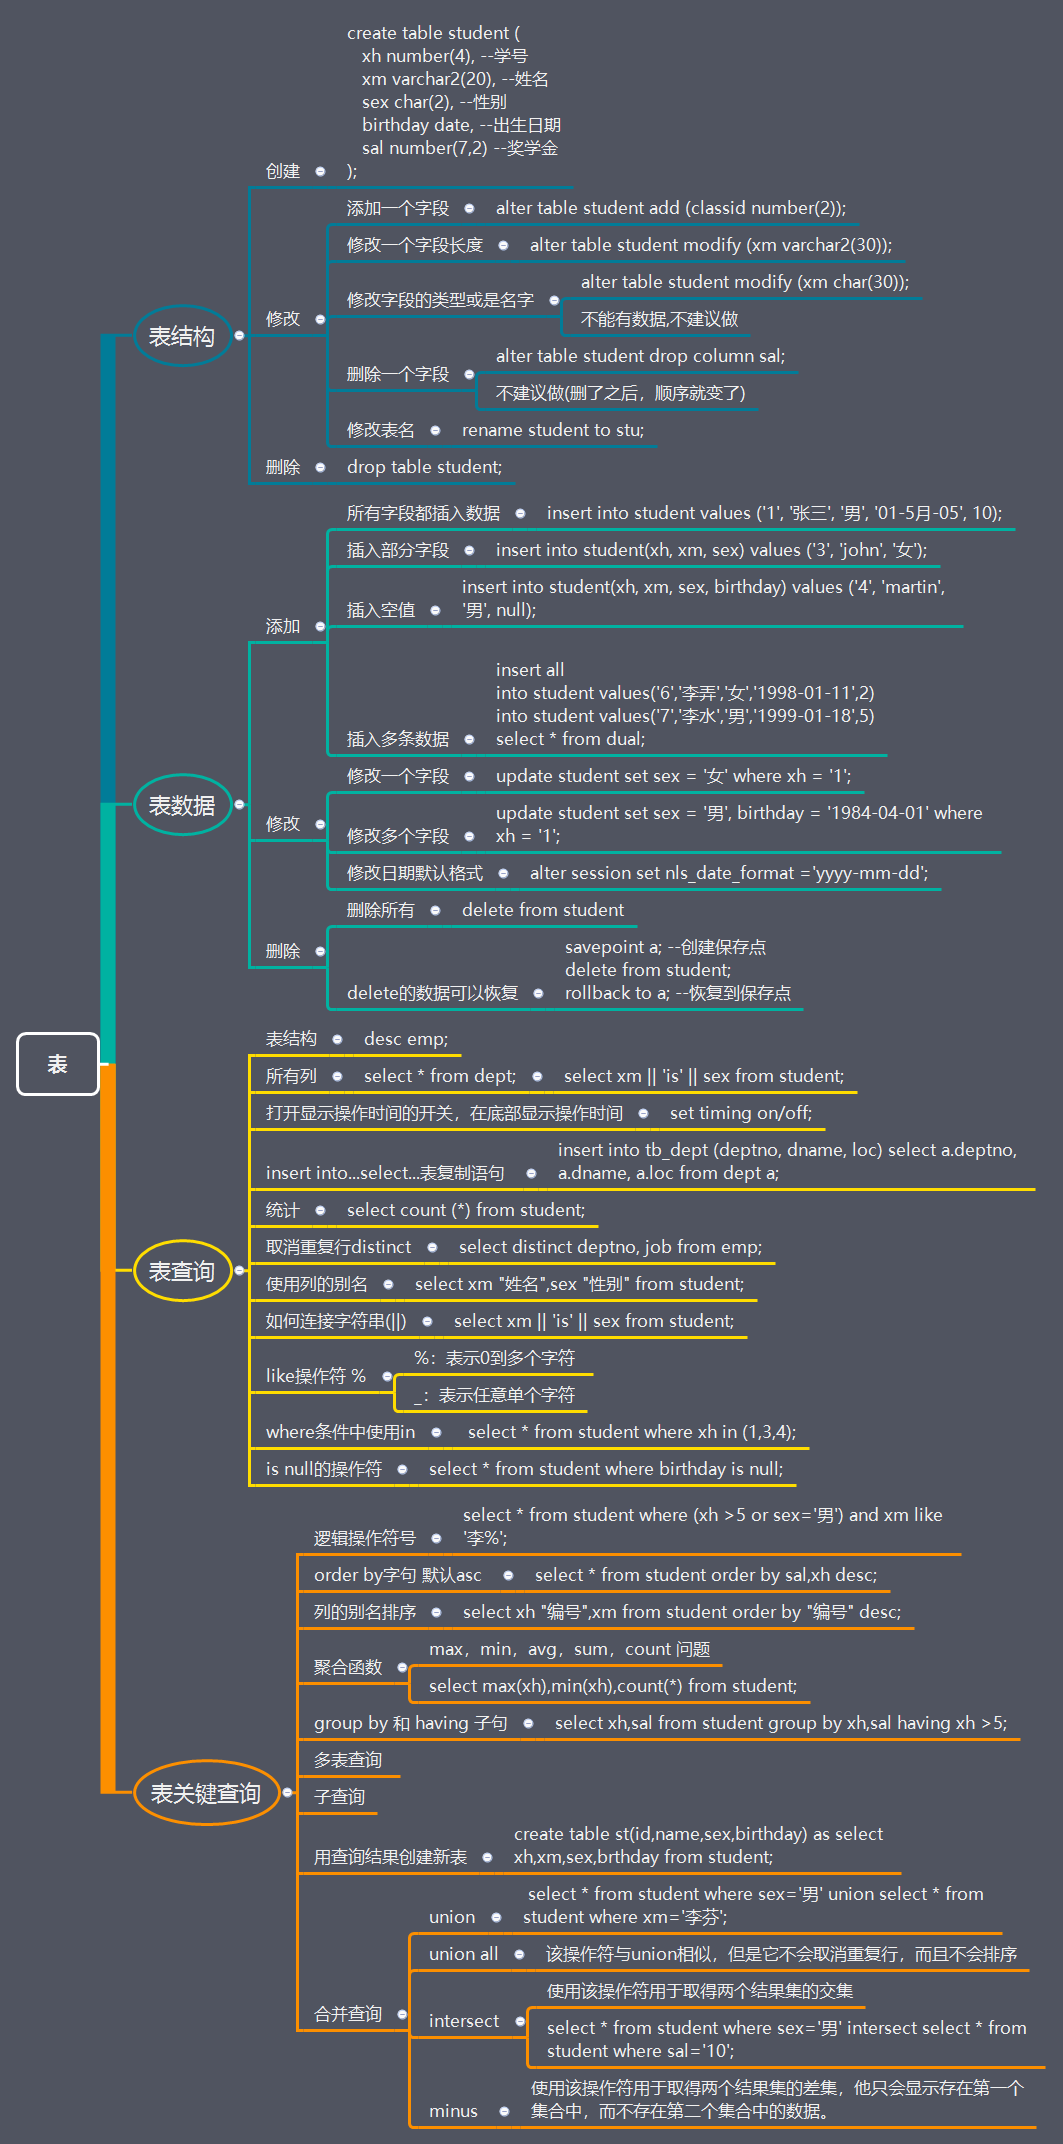 表
表结构
创建
create table student (
xh number(4), --学号
xm varchar2(20), --姓名
sex char(2), --性别
birthday date, --出生日期
sal number(7,2) --奖学金
);
修改
添加一个字段
alter table student add (classid number(2));
修改一个字段长度
alter table student modify (xm varchar2(30));
修改字段的类型或是名字
alter table student modify (xm char(30));
不能有数据,不建议做
删除一个字段
alter table student drop column sal;
不建议做(删了之后，顺序就变了)
修改表名
rename student to stu;
删除
drop table student;
表数据
添加
所有字段都插入数据
insert into student values ('1', '张三', '男', '01-5月-05', 10);
插入部分字段
insert into student(xh, xm, sex) values ('3', 'john', '女');
插入空值
insert into student(xh, xm, sex, birthday) values ('4', 'martin',
'男', null);
插入多条数据
insert all
into student values('6','李弄','女','1998-01-11',2)
into student values('7','李水','男','1999-01-18',5)
select * from dual;
修改
修改一个字段
update student set sex = '女' where xh = '1';
修改多个字段
update student set sex = '男', birthday = '1984-04-01' where
xh = '1';
修改日期默认格式
alter session set nls_date_format ='yyyy-mm-dd';
删除
删除所有
delete from student
delete的数据可以恢复
savepoint a; --创建保存点
delete from student;
rollback to a; --恢复到保存点
表查询
表结构
desc emp;
所有列
select * from dept;
select xm || 'is' || sex from student;
打开显示操作时间的开关，在底部显示操作时间
set timing on/off;
insert into...select...表复制语句
insert into tb_dept (deptno, dname, loc) select a.deptno,
a.dname, a.loc from dept a;
统计
select count (*) from student;
取消重复行distinct
select distinct deptno, job from emp;
使用列的别名
select xm "姓名",sex "性别" from student;
如何连接字符串(||)
select xm || 'is' || sex from student;
like操作符 %
%：表示0到多个字符
_：表示任意单个字符
where条件中使用in
select * from student where xh in (1,3,4);
is null的操作符
select * from student where birthday is null;
表关键查询
逻辑操作符号
select * from student where (xh >5 or sex='男') and xm like
'李%';
order by字句 默认asc
select * from student order by sal,xh desc;
列的别名排序
select xh "编号",xm from student order by "编号" desc;
聚合函数
max，min，avg，sum，count 问题
select max(xh),min(xh),count(*) from student;
group by 和 having 子句
select xh,sal from student group by xh,sal having xh >5;
多表查询
子查询
用查询结果创建新表
create table st(id,name,sex,birthday) as select
xh,xm,sex,brthday from student;
合并查询
union
select * from student where sex='男' union select * from
student where xm='李芬';
union all
该操作符与union相似，但是它不会取消重复行，而且不会排序
intersect
使用该操作符用于取得两个结果集的交集
select * from student where sex='男' intersect select * from
student where sal='10';
minus
使用该操作符用于取得两个结果集的差集，他只会显示存在第一个
集合中，而不存在第二个集合中的数据。